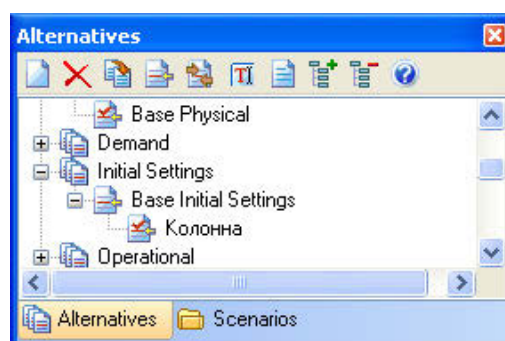 Alternatives
Base Physical
Demand
Initial Settings
Base Initial Settings
Колонна
Operational
Alternatives Scenarios